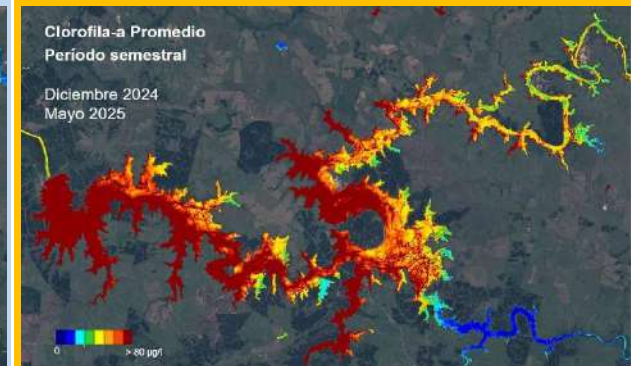 Clorofila-a Promedio
Período semestral
Diciembre 2024
Mayo 2025
0
> 80 µg/l